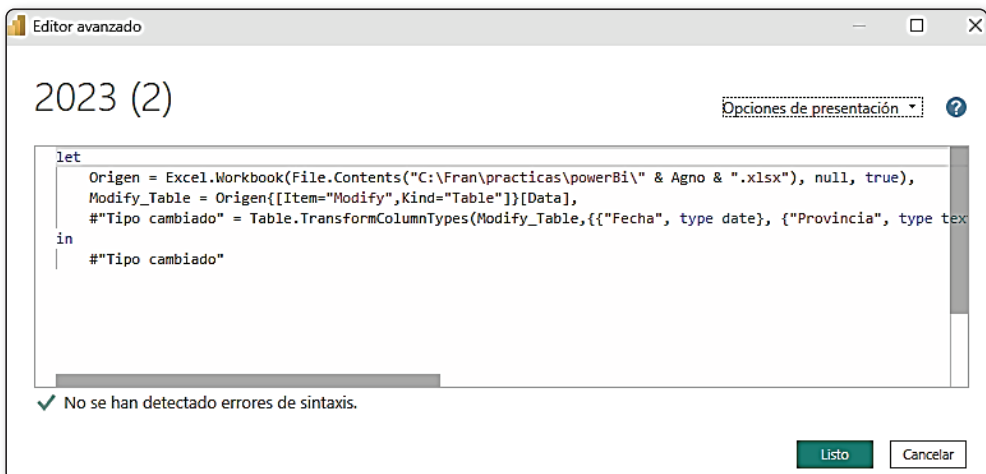 Editor avanzado
2023 (2)
Opciones de presentación
?
let
Origen = Excel.Workbook(File.Contents("C:\Fran\practicas\powerBi\" & Agno & ".xlsx"), null, true),
Modify_Table = Origen{[Item="Modify",Kind="Table"]}[Data],
#"Tipo cambiado" = Table.TransformColumnTypes(Modify_Table,{{"Fecha", type date}, {"Provincia", type tex
in
#"Tipo cambiado"
No se han detectado errores de sintaxis.
Listo
Cancelar